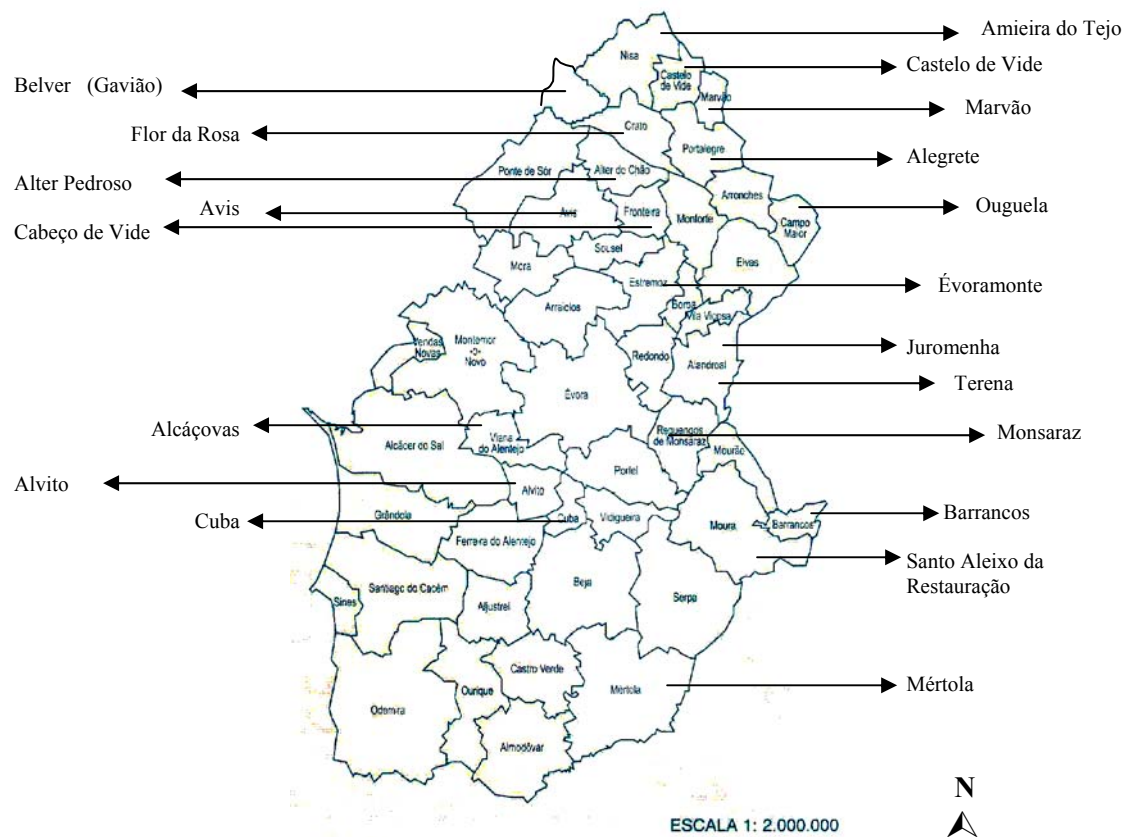 Amieira do Tejo
Nisa
Castelo de Vide
Castelo
de Vide
Belver (Gavião)
Marvão
Marvão
Flor da Rosa
Crato
Portalegre
Alegrete
Ponte de Sôr
Alter do Chão
Alter Pedroso
Arronches
Avis
Avis
Fronteira
Monforte
Campo
Maior
Ouguela
Cabeço de Vide
Sousel
Mora
Elvas
Estremoz
Évoramonte
Arraiolos
Borba
Vila Viçosa
Vendas
Novas
Montemor
-o-
Novo
Redondo
Alandroal
Juromenha
Terena
Évora
Alcáçovas
Alcácer do Sal
Viana
do Alentejo
Reguengos
de Monsaraz
Mourão
Monsaraz
Portel
Alvito
Alvito
Cuba
Cuba
Vidigueira
Grândola
Moura
Barrancos
Barrancos
Ferreira do Alentejo
Santo Aleixo da
Restauração
Beja
Santiago do Cacém
Sines
Aljustrel
Serpa
Castro Verde
Ourique
Mértola
Mértola
Odemira
Almodôvar
N
ESCALA 1: 2.000.000